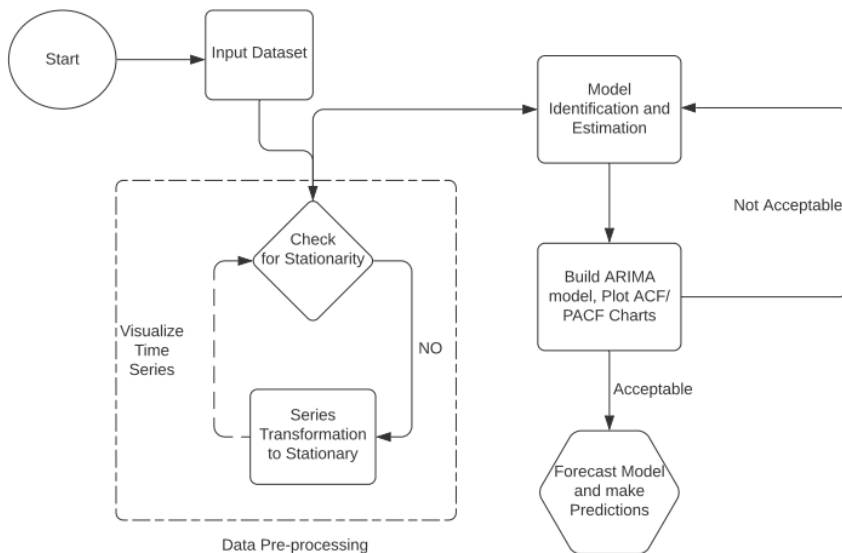 Start
Input Dataset
Model
Identification and
Estimation
Not Acceptable
Check
for Stationarity
Build ARIMA
model, Plot ACF/
PACF Charts
Visualize
Time
Series
NO
Acceptable
Series
Transformation
to Stationary
Forecast Model
and make
Predictions
Data Pre-processing